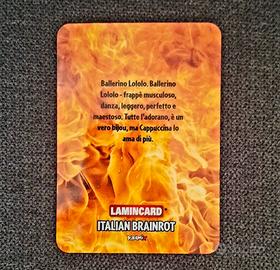 Ballerino Lololo. Ballerino
Lololo - frappè musculoso,
danza, leggero, perfetto e
maestoso. Tutte l'adorano, è un
vero bijou, ma Cappuccina lo
ama di più.
LAMINCARD
ITALIAN BRAINROT